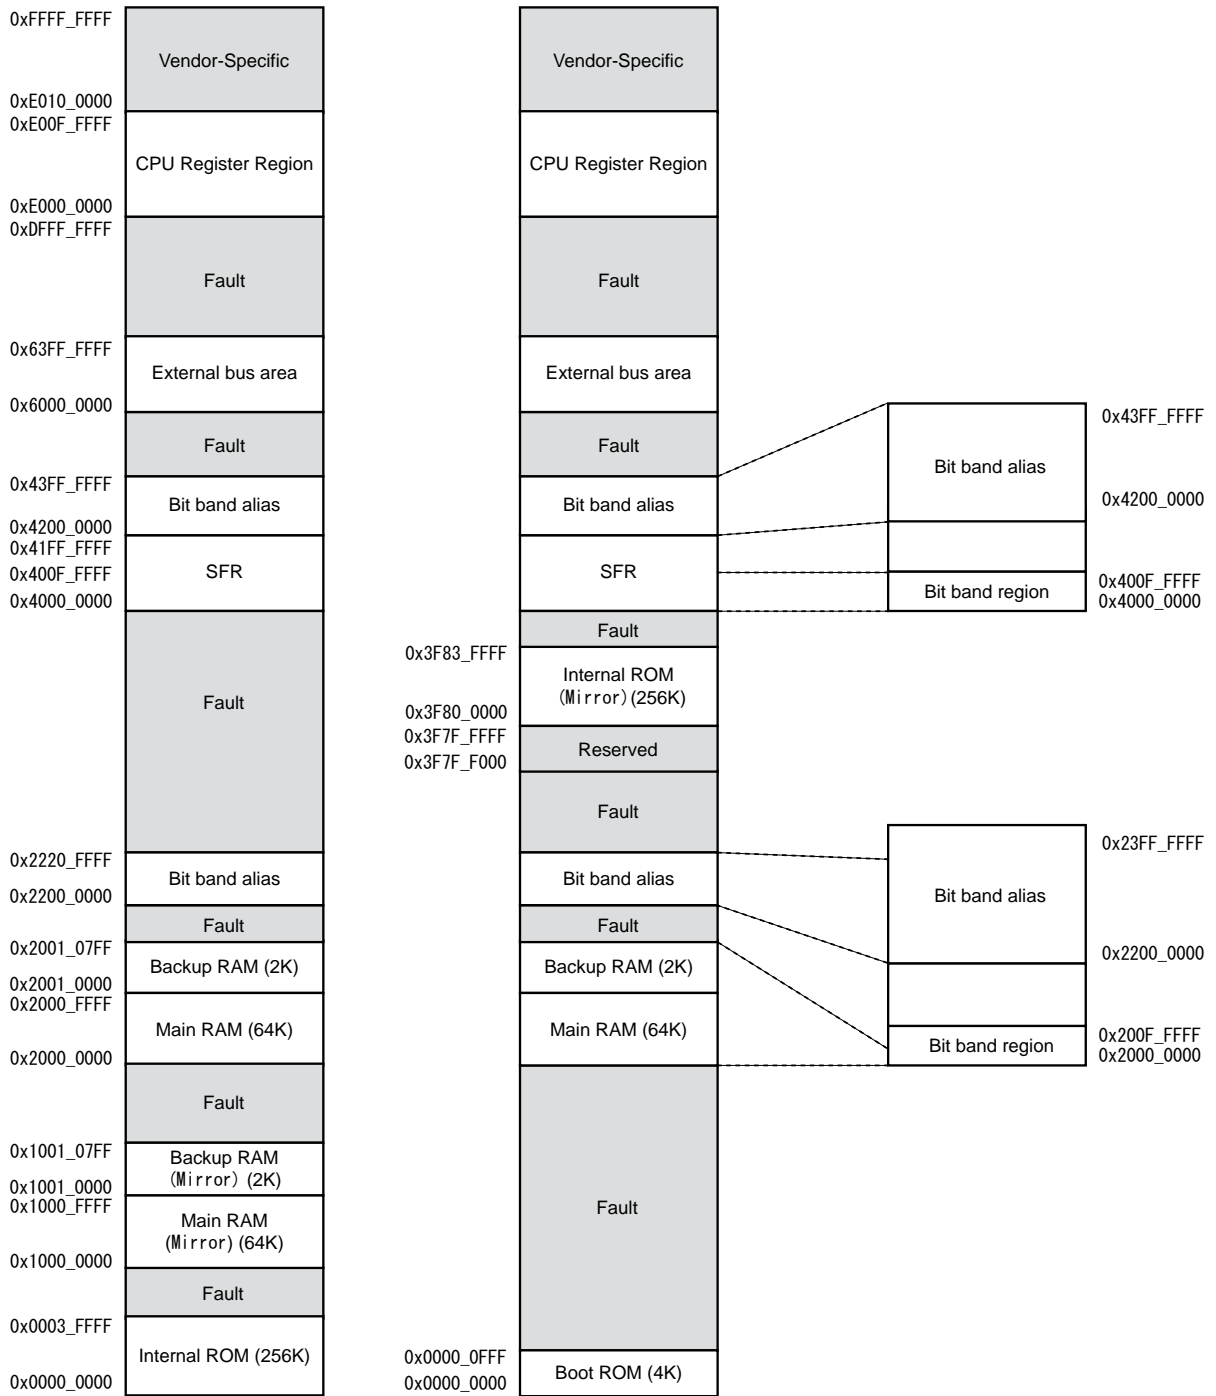 0xFFFF_FFFF
Vendor-Specific
0xE010_0000
0xE00F_FFFF
CPU Register Region
0xE000_0000
0xDFFF_FFFF
Fault
0x63FF_FFFF
External bus area
0x6000_0000
Fault
0x43FF_FFFF
Bit band alias
0x4200_0000
0x41FF_FFFF
SFR
0x400F_FFFF
0x4000_0000
Fault
0x2220_FFFF
Bit band alias
0x2200_0000
Fault
0x2001_07FF
Backup RAM (2K)
0x2001_0000
0x2000_FFFF
Main RAM (64K)
0x2000_0000
Fault
0x1001_07FF
Backup RAM
(Mirror) (2K)
0x1001_0000
0x1000_FFFF
Main RAM
(Mirror) (64K)
0x1000_0000
Fault
0x0003_FFFF
Internal ROM (256K)
0x0000_0000
Vendor-Specific
CPU Register Region
Fault
External bus area
Fault
Bit band alias
SFR
Fault
0x3F83_FFFF
Internal ROM
(Mirror) (256K)
0x3F80_0000
0x3F7F_FFFF
Reserved
0x3F7F_F000
Fault
Bit band alias
Fault
Backup RAM (2K)
Main RAM (64K)
Fault
0x0000_0FFF
Boot ROM (4K)
0x0000_0000
0x43FF_FFFF
Bit band alias
0x4200_0000
0x400F_FFFF
Bit band region
0x4000_0000
0x23FF_FFFF
Bit band alias
0x2200_0000
0x200F_FFFF
Bit band region
0x2000_0000